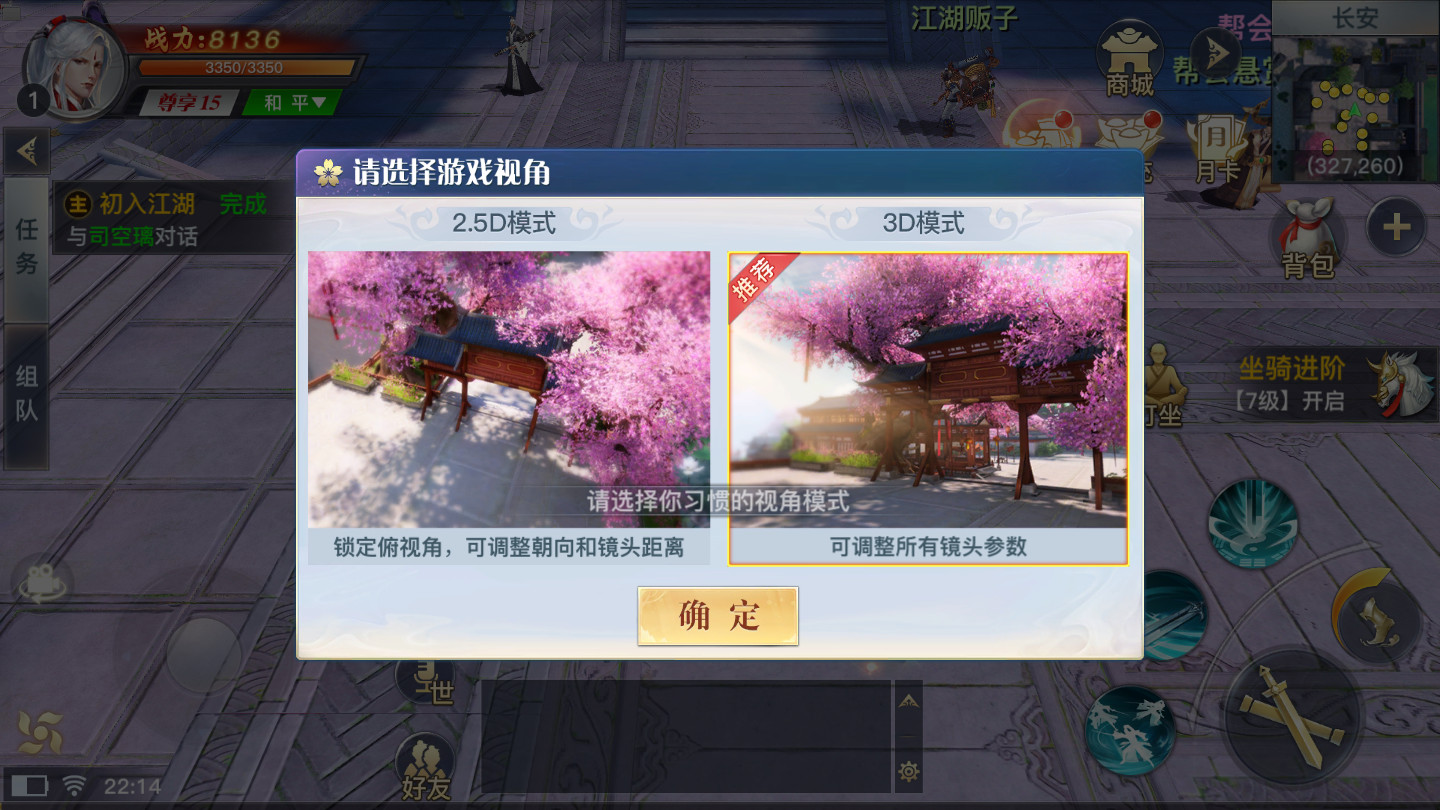 战力:8136
3350/3350
1
尊享15
和 平
江湖贩子
商城
帮会
长安
月卡
(327,260)
背包
任务
主 初入江湖 完成
与司空璃对话
组队
请选择游戏视角
2.5D模式
3D模式
推荐
请选择你习惯的视角模式
锁定俯视角，可调整朝向和镜头距离
可调整所有镜头参数
确 定
坐骑进阶
【7级】开启
世
好友
22:14